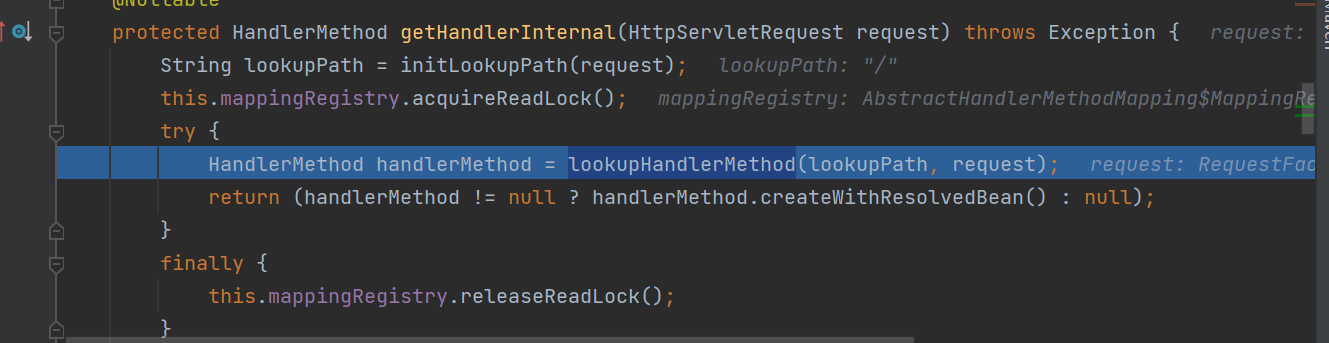 @Nullable
protected HandlerMethod getHandlerInternal(HttpServletRequest request) throws Exception {   request:
String lookupPath = initLookupPath(request);   lookupPath: "/"
this.mappingRegistry.acquireReadLock();   mappingRegistry: AbstractHandlerMethodMapping$MappingRe
try {
HandlerMethod handlerMethod = lookupHandlerMethod(lookupPath, request);   request: RequestFac
return (handlerMethod != null ? handlerMethod.createWithResolvedBean() : null);
}
finally {
this.mappingRegistry.releaseReadLock();
}